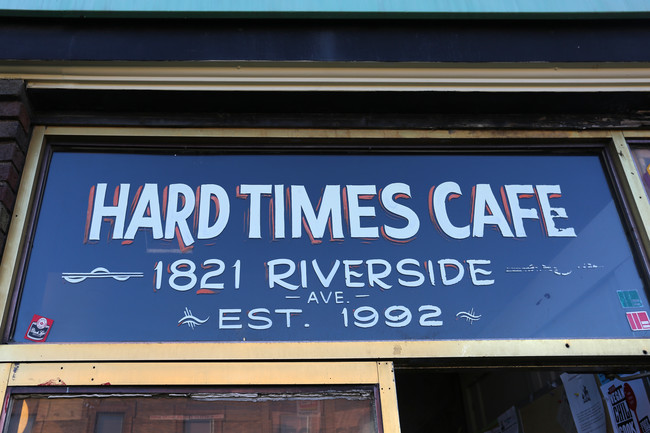 HARD TIMES CAFE
1821 RIVERSIDE
AVE.
EST. 1992